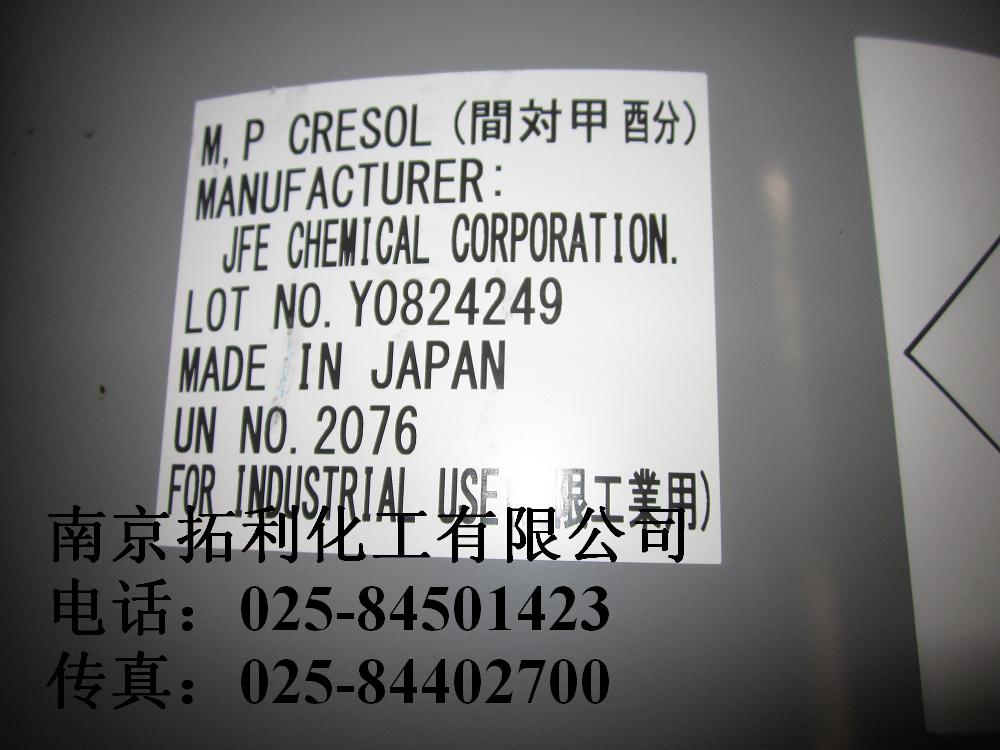 M, P CRESOL (間対甲酚)
MANUFACTURER:
JFE CHEMICAL CORPORATION.
LOT NO. Y0824249
MADE IN JAPAN
UN NO. 2076
FOR INDUSTRIAL USE (限工業用)
南京拓利化工有限公司
电话：025-84501423
传真：025-84402700